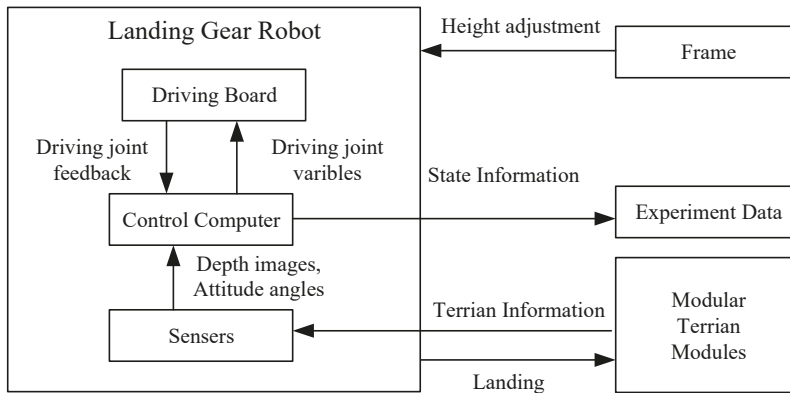 Landing Gear Robot
Height adjustment
Frame
Driving Board
Driving joint
feedback
Driving joint
varibles
State Information
Control Computer
Experiment Data
Depth images,
Attitude angles
Terrian Information
Modular
Terrian
Modules
Sensers
Landing